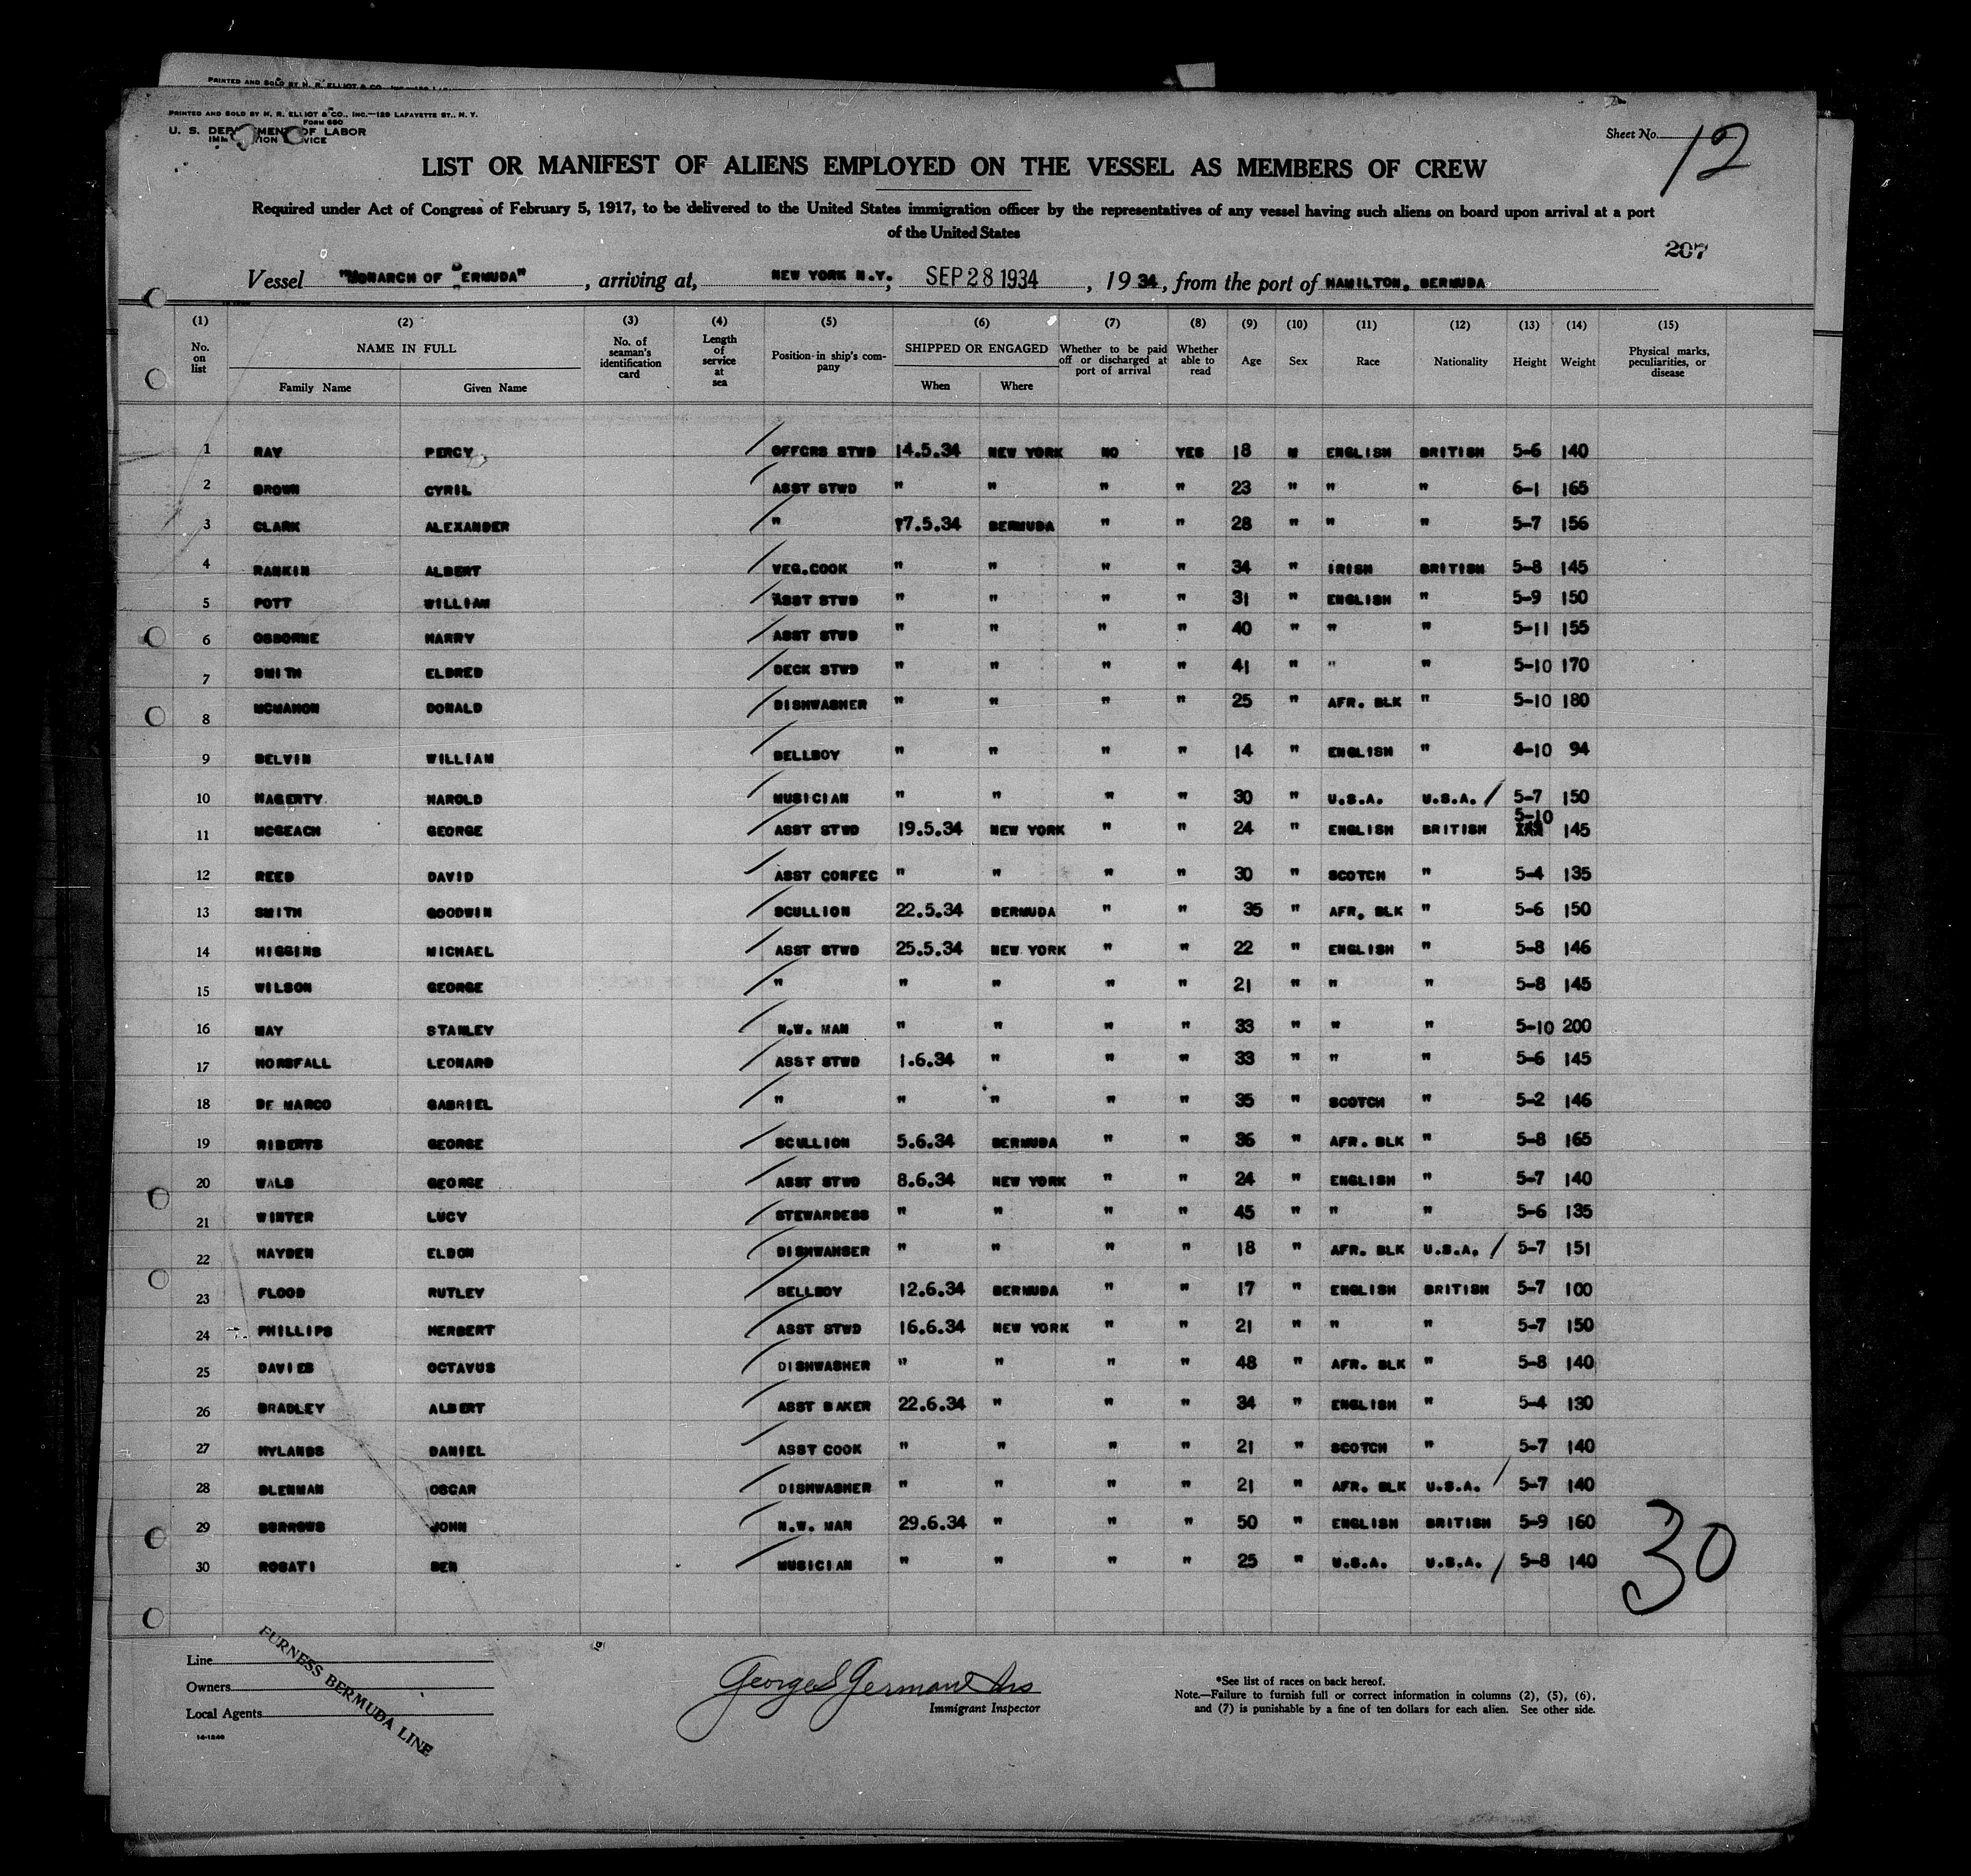 PRINTED AND SOLD BY H. R. ELLIOT & CO., INC.
PRINTED AND SOLD BY H. R. ELLIOT & CO., INC.—129 LAFAYETTE ST., N. Y.
FORM 680
U. S. DEPARTMENT OF LABOR
IMMIGRATION SERVICE
Sheet No. 12
LIST OR MANIFEST OF ALIENS EMPLOYED ON THE VESSEL AS MEMBERS OF CREW
Required under Act of Congress of February 5, 1917, to be delivered to the United States immigration officer by the representatives of any vessel having such aliens on board upon arrival at a port
of the United States
207
Vessel "MONARCH OF BERMUDA", arriving at, NEW YORK N.Y; SEP 28 1934, 1934, from the port of HAMILTON, BERMUDA
(1) (2) (3) (4) (5) (6) (7) (8) (9) (10) (11) (12) (13) (14) (15)
No. on list NAME IN FULL Family Name Given Name No. of seaman's identification card Length of service at sea Position in ship's company SHIPPED OR ENGAGED When Where Whether to be paid off or discharged at port of arrival Whether able to read Age Sex Race Nationality Height Weight Physical marks, peculiarities, or disease
1 RAY PERCY OFFCRS STWD 14.5.34 NEW YORK NO YES 18 M ENGLISH BRITISH 5-6 140
2 BROWN CYRIL ASST STWD " " " " 23 " " " 6-1 165
3 CLARK ALEXANDER " 17.5.34 BERMUDA " " 28 " " " 5-7 156
4 RANKIN ALBERT VEG.COOK " " " " 34 " IRISH BRITISH 5-8 145
5 POTT WILLIAM ASST STWD " " " " 31 " ENGLISH " 5-9 150
6 OSBORNE HARRY ASST STWD " " " " 40 " " " 5-11 155
7 SMITH ELDRED DECK STWD " " " " 41 " " " 5-10 170
8 MCMAHON DONALD DISHWASHER " " " " 25 " AFR. BLK " 5-10 180
9 BELVIN WILLIAM BELLBOY " " " " 14 " ENGLISH " 4-10 94
10 HAGERTY HAROLD MUSICIAN " " " " 30 " U.S.A. U.S.A. / 5-7 150
11 MCGEACH GEORGE ASST STWD 19.5.34 NEW YORK " " 24 " ENGLISH BRITISH 5-10 145
12 REED DAVID ASST CONFEC " " " " 30 " SCOTCH " 5-4 135
13 SMITH GOODWIN SCULLION 22.5.34 BERMUDA " " 35 " AFR. BLK " 5-6 150
14 HIGGINS MICHAEL ASST STWD 25.5.34 NEW YORK " " 22 " ENGLISH " 5-8 146
15 WILSON GEORGE " " " " " 21 " " " 5-8 145
16 HAY STANLEY N.W. MAN " " " " 33 " " " 5-10 200
17 HORSFALL LEONARD ASST STWD 1.6.34 " " " 33 " " " 5-6 145
18 DE MARCO GABRIEL " " " " " 35 " SCOTCH " 5-2 146
19 RIBERTS GEORGE SCULLION 5.6.34 BERMUDA " " 36 " AFR. BLK " 5-8 165
20 WALS GEORGE ASST STWD 8.6.34 NEW YORK " " 24 " ENGLISH " 5-7 140
21 WINTER LUCY STEWARDESS " " " " 45 " " " 5-6 135
22 HAYDEN ELDON DISHWAHSER " " " " 18 " AFR. BLK U.S.A. / 5-7 151
23 FLOOD RUTLEY BELLBOY 12.6.34 BERMUDA " " 17 " ENGLISH BRITISH 5-7 100
24 PHILLIPS HERBERT ASST STWD 16.6.34 NEW YORK " " 21 " " " 5-7 150
25 DAVIES OCTAVUS DISHWASHER " " " " 48 " AFR. BLK " 5-8 140
26 BRADLEY ALBERT ASST BAKER 22.6.34 " " " 34 " ENGLISH " 5-4 130
27 HYLANDS DANIEL ASST COOK " " " " 21 " SCOTCH " 5-7 140
28 BLENMAN OSCAR DISHWASHER " " " " 21 " AFR. BLK U.S.A. / 5-7 140
29 BURROWS JOHN N.W. MAN 29.6.34 " " " 50 " ENGLISH BRITISH 5-9 160
30 ROSATI BEN MUSICIAN " " " " 25 " U.S.A. U.S.A. / 5-8 140
30
Line
Owners
Local Agents
FURNESS BERMUDA LINE
14-1240
Immigrant Inspector
*See list of races on back hereof.
Note.—Failure to furnish full or correct information in columns (2), (5), (6),
and (7) is punishable by a fine of ten dollars for each alien. See other side.